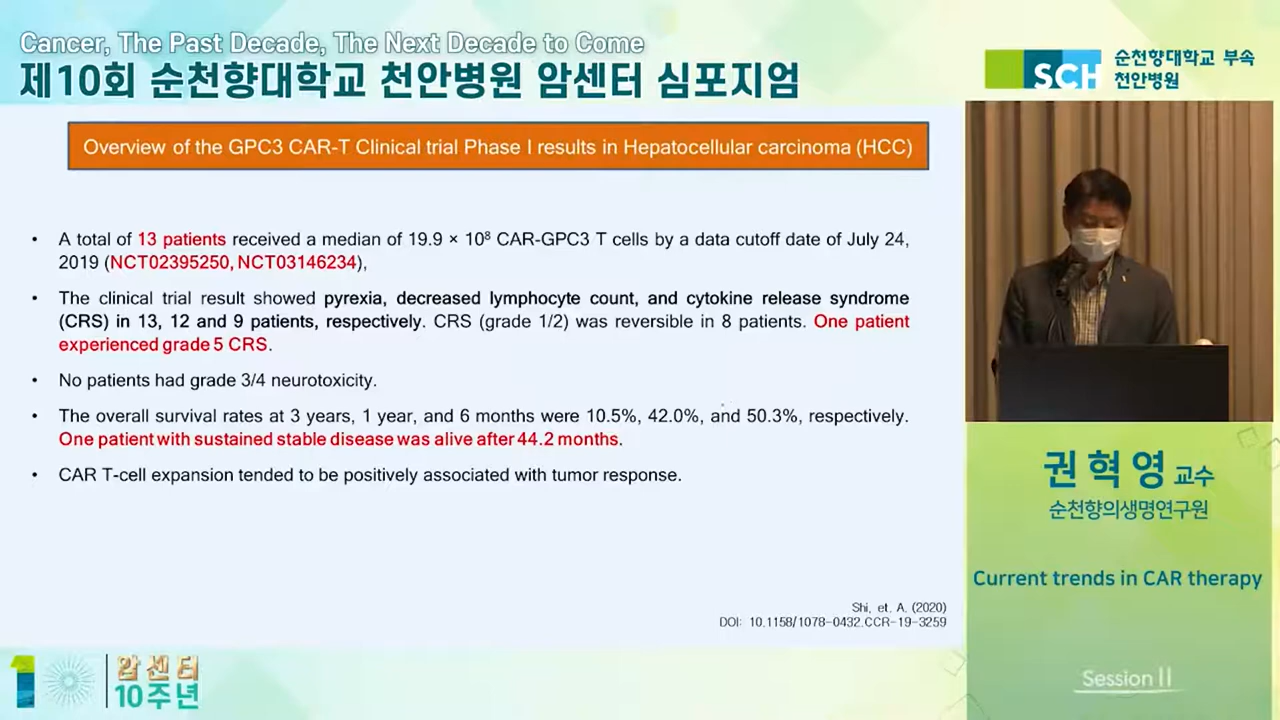 Cancer, The Past Decade, The Next Decade to Come
제10회 순천향대학교 천안병원 암센터 심포지엄
SCH
순천향대학교 부속
천안병원
Overview of the GPC3 CAR-T Clinical trial Phase I results in Hepatocellular carcinoma (HCC)
• A total of 13 patients received a median of 19.9 × 10⁸ CAR-GPC3 T cells by a data cutoff date of July 24,
2019 (NCT02395250, NCT03146234),
• The clinical trial result showed pyrexia, decreased lymphocyte count, and cytokine release syndrome
(CRS) in 13, 12 and 9 patients, respectively. CRS (grade 1/2) was reversible in 8 patients. One patient
experienced grade 5 CRS.
• No patients had grade 3/4 neurotoxicity.
• The overall survival rates at 3 years, 1 year, and 6 months were 10.5%, 42.0%, and 50.3%, respectively.
One patient with sustained stable disease was alive after 44.2 months.
• CAR T-cell expansion tended to be positively associated with tumor response.
Shi, et. A. (2020)
DOI: 10.1158/1078-0432.CCR-19-3259
권혁영 교수
순천향의생명연구원
Current trends in CAR therapy
Session II
암센터
10주년